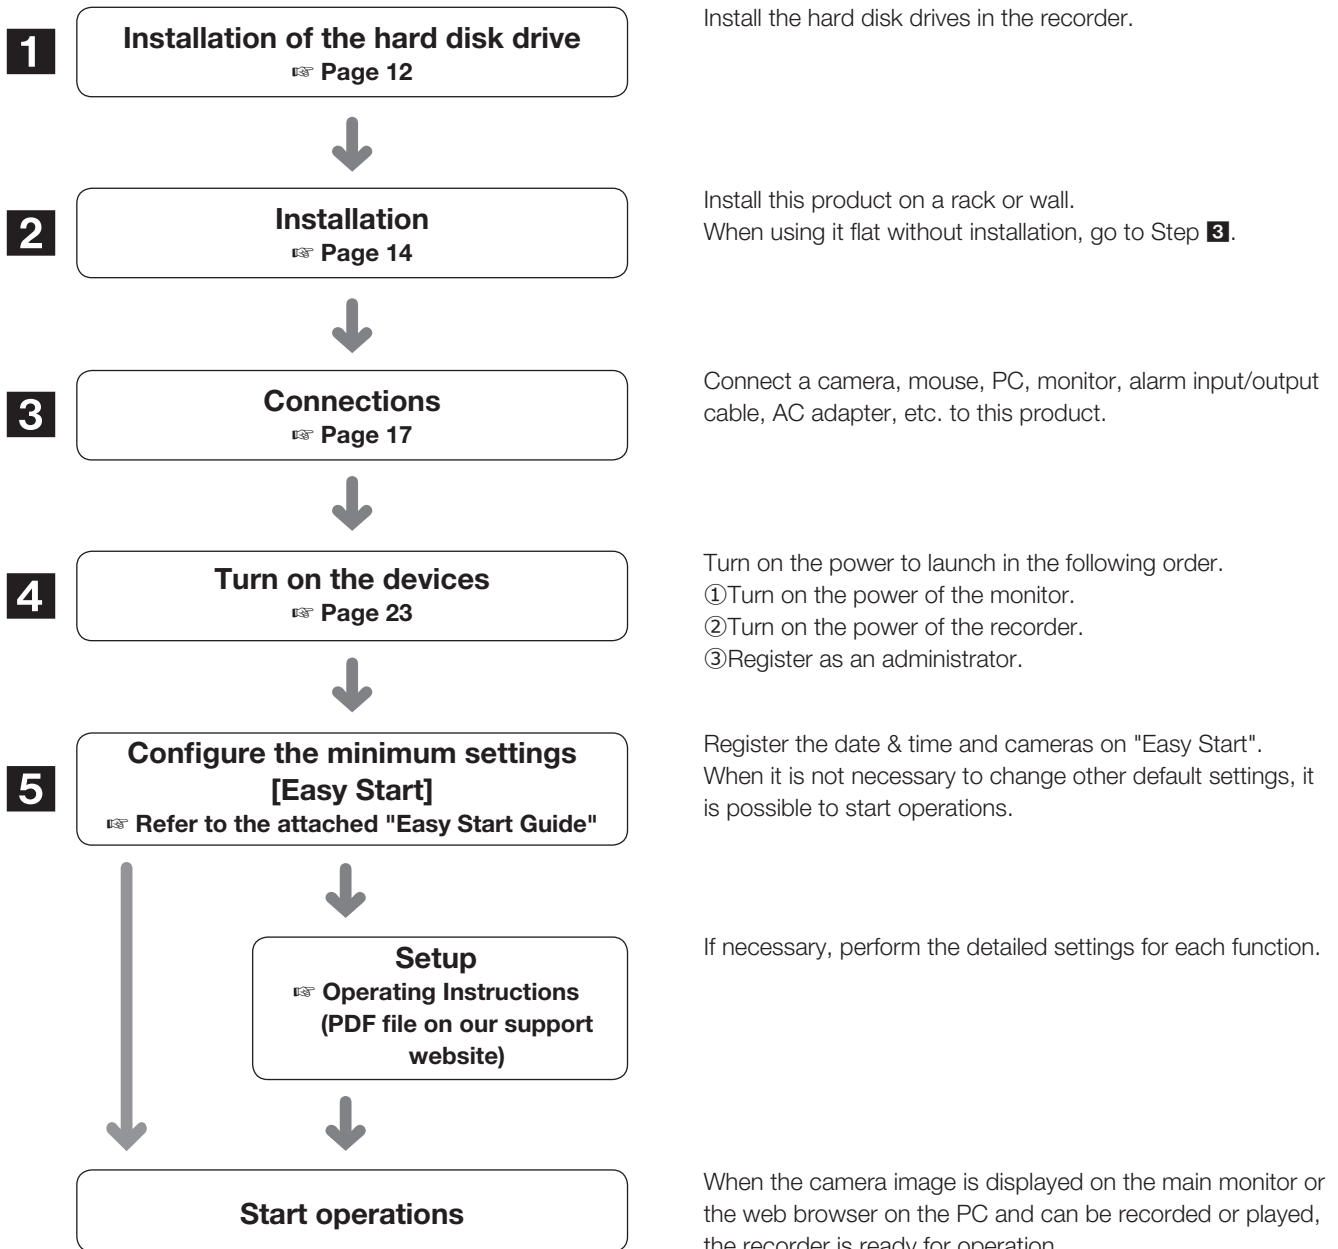 1
Installation of the hard disk drive
☞ Page 12
Install the hard disk drives in the recorder.
2
Installation
☞ Page 14
Install this product on a rack or wall.
When using it flat without installation, go to Step 3.
3
Connections
☞ Page 17
Connect a camera, mouse, PC, monitor, alarm input/output
cable, AC adapter, etc. to this product.
4
Turn on the devices
☞ Page 23
Turn on the power to launch in the following order.
①Turn on the power of the monitor.
②Turn on the power of the recorder.
③Register as an administrator.
5
Configure the minimum settings
[Easy Start]
☞ Refer to the attached "Easy Start Guide"
Register the date & time and cameras on "Easy Start".
When it is not necessary to change other default settings, it
is possible to start operations.
Setup
☞ Operating Instructions
(PDF file on our support
website)
If necessary, perform the detailed settings for each function.
Start operations
When the camera image is displayed on the main monitor or
the web browser on the PC and can be recorded or played,
the recorder is ready for operation